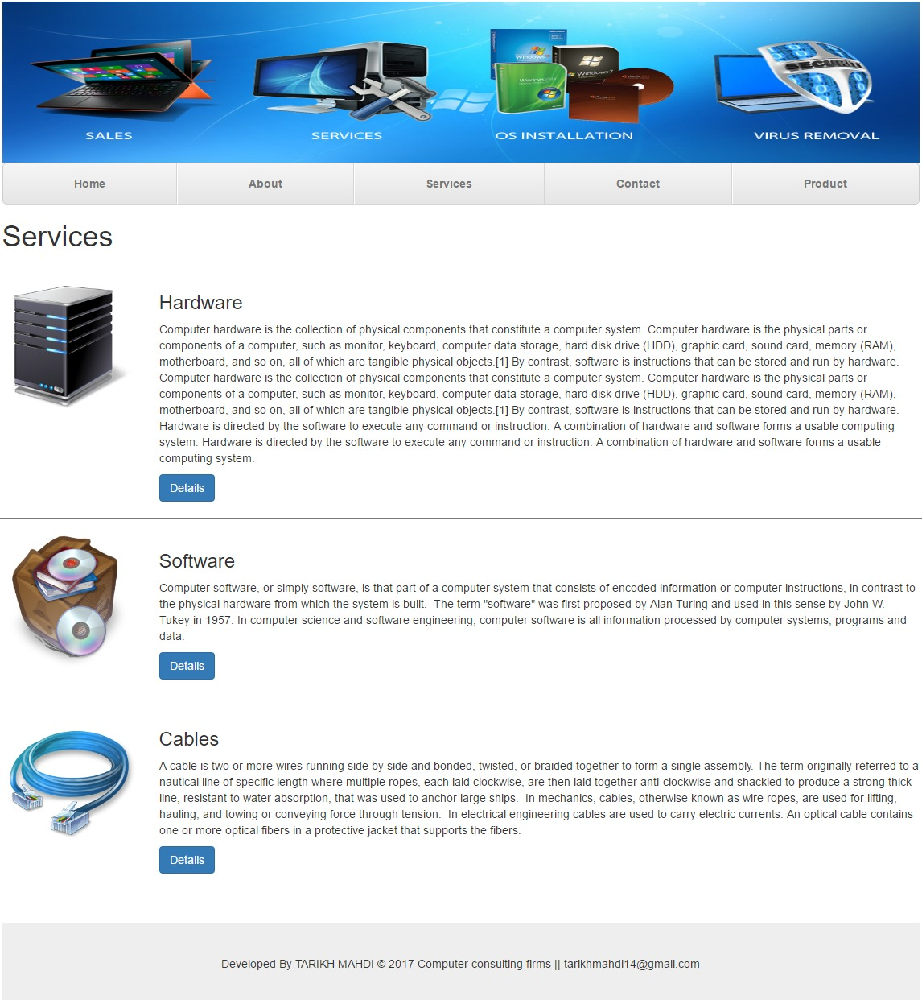 SALES
SERVICES
OS INSTALLATION
VIRUS REMOVAL
Windows
Windows 7
SECURITY
Home
About
Services
Contact
Product
Services
Hardware
Computer hardware is the collection of physical components that constitute a computer system. Computer hardware is the physical parts or
components of a computer, such as monitor, keyboard, computer data storage, hard disk drive (HDD), graphic card, sound card, memory (RAM),
motherboard, and so on, all of which are tangible physical objects.[1] By contrast, software is instructions that can be stored and run by hardware.
Computer hardware is the collection of physical components that constitute a computer system. Computer hardware is the physical parts or
components of a computer, such as monitor, keyboard, computer data storage, hard disk drive (HDD), graphic card, sound card, memory (RAM),
motherboard, and so on, all of which are tangible physical objects.[1] By contrast, software is instructions that can be stored and run by hardware.
Hardware is directed by the software to execute any command or instruction. A combination of hardware and software forms a usable computing
system. Hardware is directed by the software to execute any command or instruction. A combination of hardware and software forms a usable
computing system.
Details
Software
Computer software, or simply software, is that part of a computer system that consists of encoded information or computer instructions, in contrast to
the physical hardware from which the system is built.  The term "software" was first proposed by Alan Turing and used in this sense by John W.
Tukey in 1957. In computer science and software engineering, computer software is all information processed by computer systems, programs and
data.
Details
Cables
A cable is two or more wires running side by side and bonded, twisted, or braided together to form a single assembly. The term originally referred to a
nautical line of specific length where multiple ropes, each laid clockwise, are then laid together anti-clockwise and shackled to produce a strong thick
line, resistant to water absorption, that was used to anchor large ships.  In mechanics, cables, otherwise known as wire ropes, are used for lifting,
hauling, and towing or conveying force through tension.  In electrical engineering cables are used to carry electric currents. An optical cable contains
one or more optical fibers in a protective jacket that supports the fibers.
Details
Developed By TARIKH MAHDI © 2017 Computer consulting firms || tarikhmahdi14@gmail.com